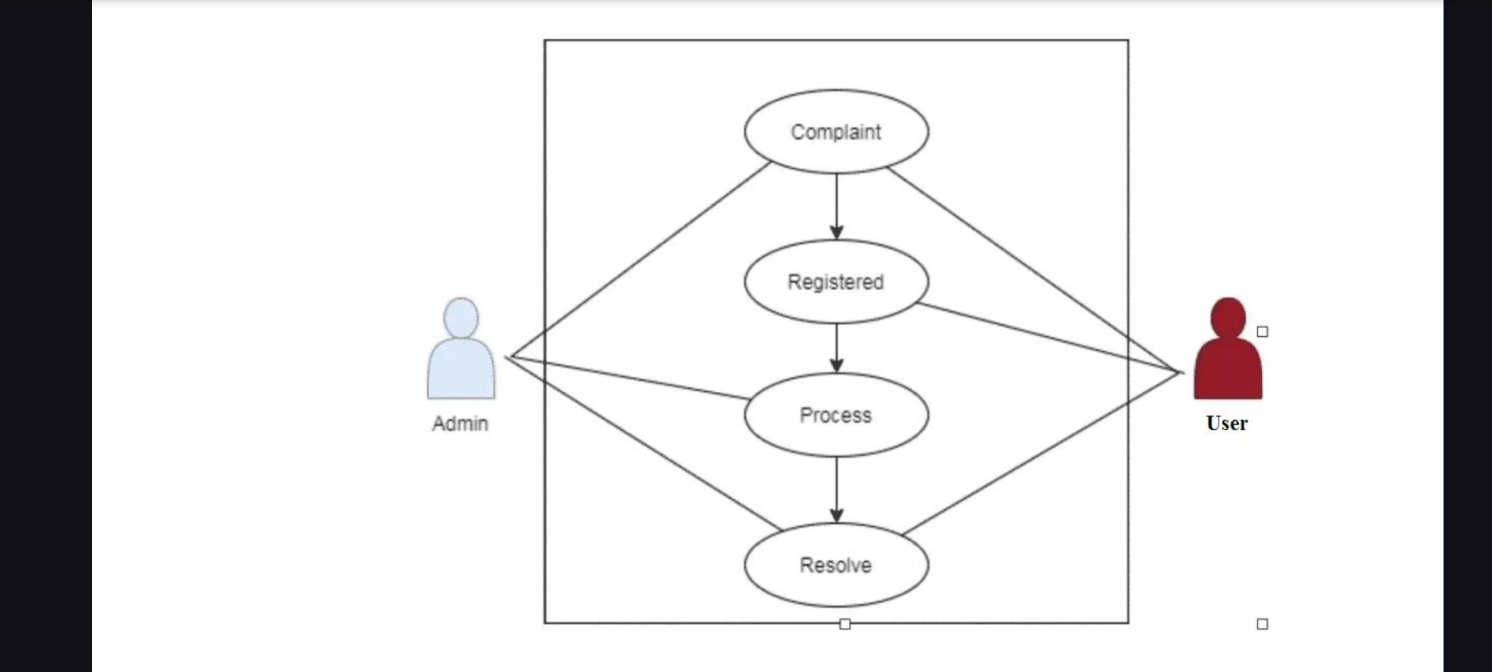 Complaint
Registered
Process
Resolve
Admin
User